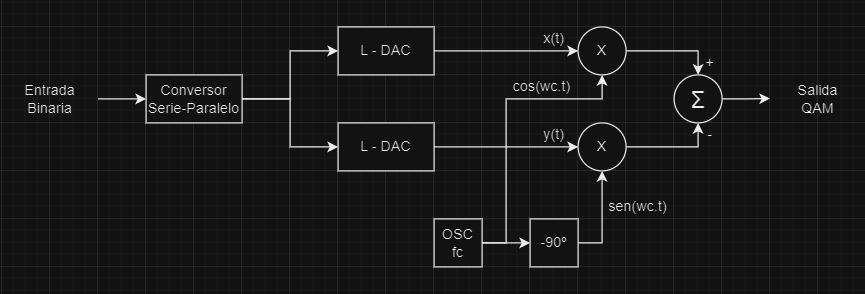 Entrada
Binaria
Conversor
Serie-Paralelo
L - DAC
x(t)
X
cos(wc.t)
+
Σ
-
Salida
QAM
L - DAC
y(t)
X
sen(wc.t)
OSC
fc
-90º